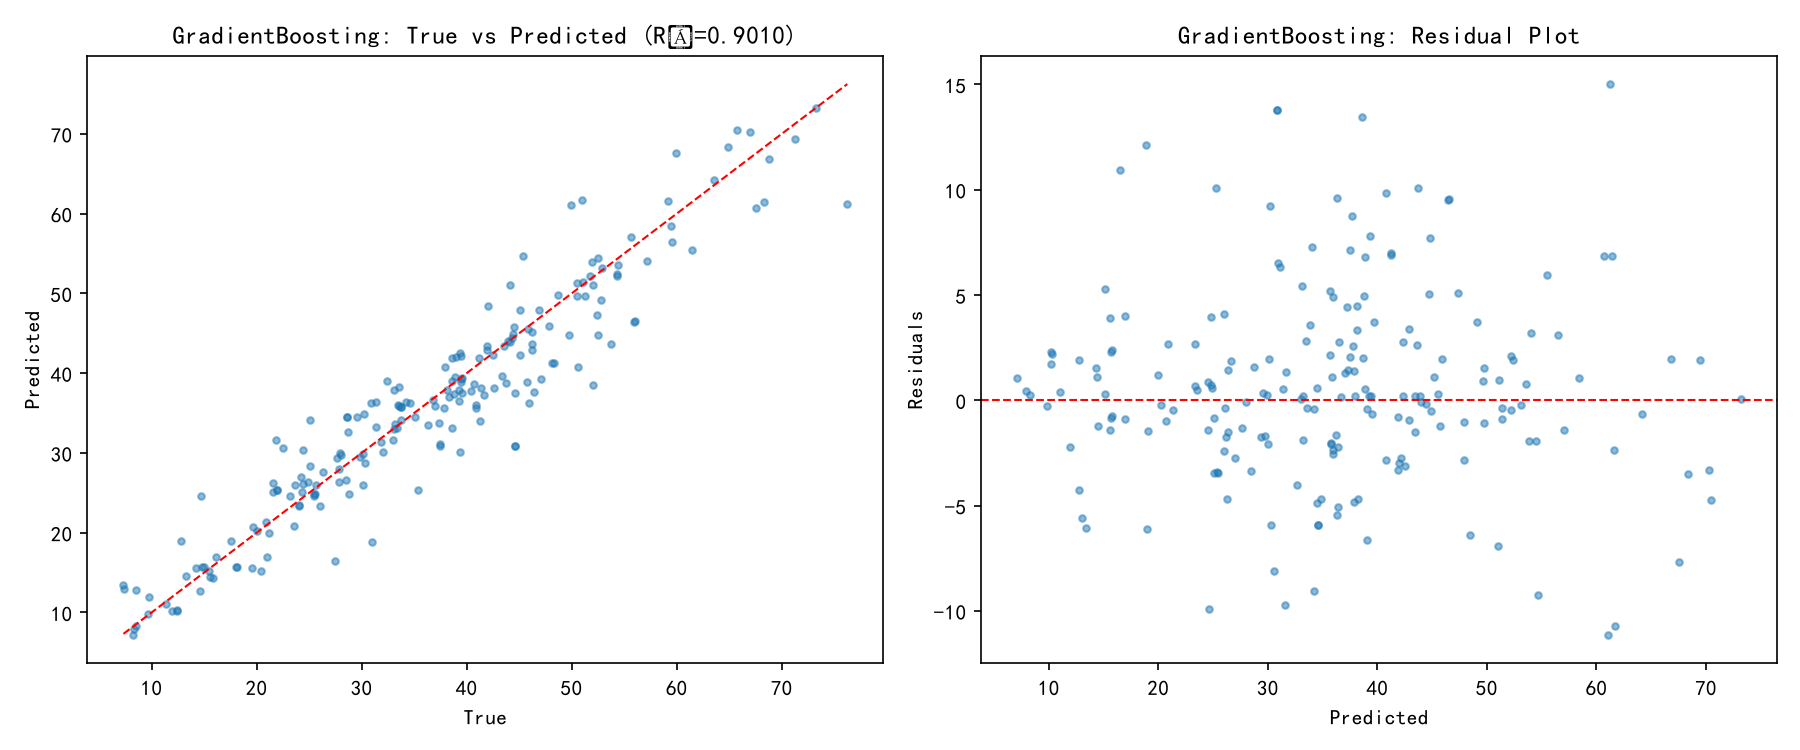 GradientBoosting: True vs Predicted (R�=0.9010)
Predicted
70
60
50
40
30
20
10
10 20 30 40 50 60 70
True
GradientBoosting: Residual Plot
Residuals
15
10
5
0
−5
−10
10 20 30 40 50 60 70
Predicted